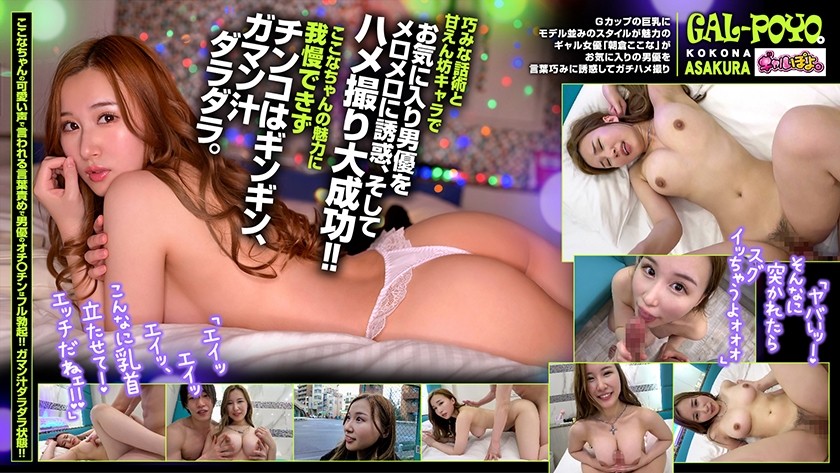 巧みな話術と
甘えん坊キャラで
お気に入り男優を
メロメロに誘惑、そして
ハメ撮り大成功!!
ここなちゃんの魅力に
我慢できず
チンコはギンギン、
ガマン汁
ダラダラ。
Gカップの巨乳に
モデル並みのスタイルが魅力の
ギャル女優「朝倉ここな」が
お気に入りの男優を
言葉巧みに誘惑してガチハメ撮り
GAL-POYO。
KOKONA
ASAKURA
ギャルぽよ。
ここなちゃんの可愛い声で言われる言葉責めで男優のオチ〇チンはフル勃起!!ガマン汁ダラダラ状態!!
「エイッ
エイッ、
エイッ、
こんなに乳首
立たせて！
エッチだねェ！♥」
「ヤバいッ！
そんなに
突かれたら
スグ
イッちゃうよォォォ」